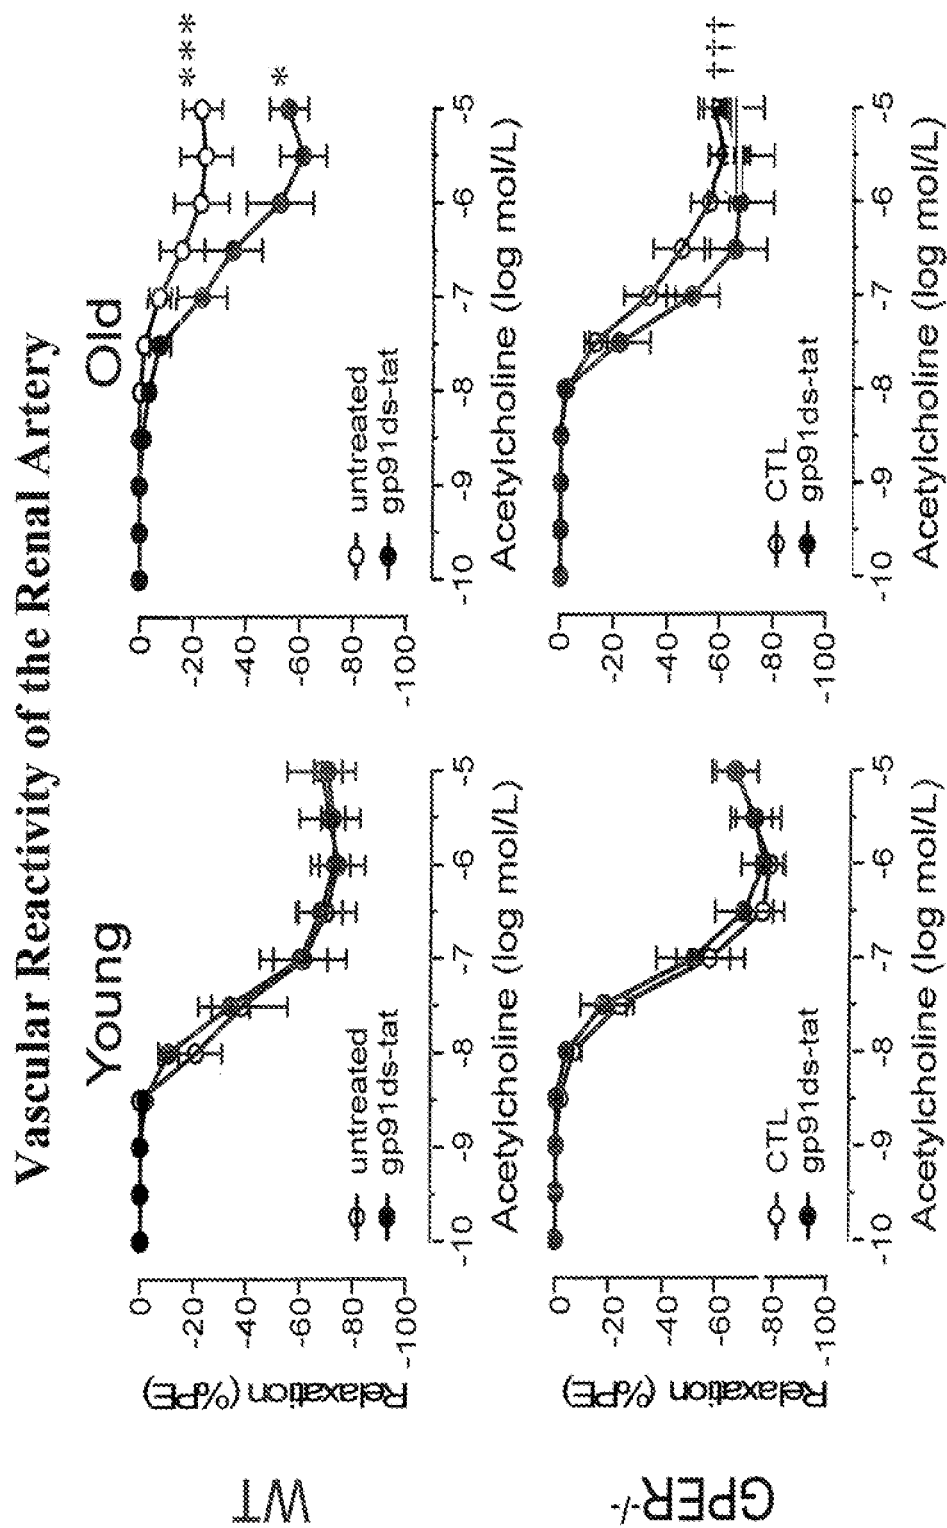 Vascular Reactivity of the Renal Artery
Young
Old
WT
Relaxation (%dPE)
0
-20
-40
-60
-80
-100
untreated
gp91ds-tat
-10 -9 -8 -7 -6 -5
Acetylcholine (log mol/L)
0
-20
-40
-60
-80
-100
***
*
untreated
gp91ds-tat
-10 -9 -8 -7 -6 -5
Acetylcholine (log mol/L)
GPER-/-
Relaxation (%dPE)
0
-20
-40
-60
-80
-100
CTL
gp91ds-tat
-10 -9 -8 -7 -6 -5
Acetylcholine (log mol/L)
0
-20
-40
-60
-80
-100
†††
CTL
gp91ds-tat
-10 -9 -8 -7 -6 -5
Acetylcholine (log mol/L)